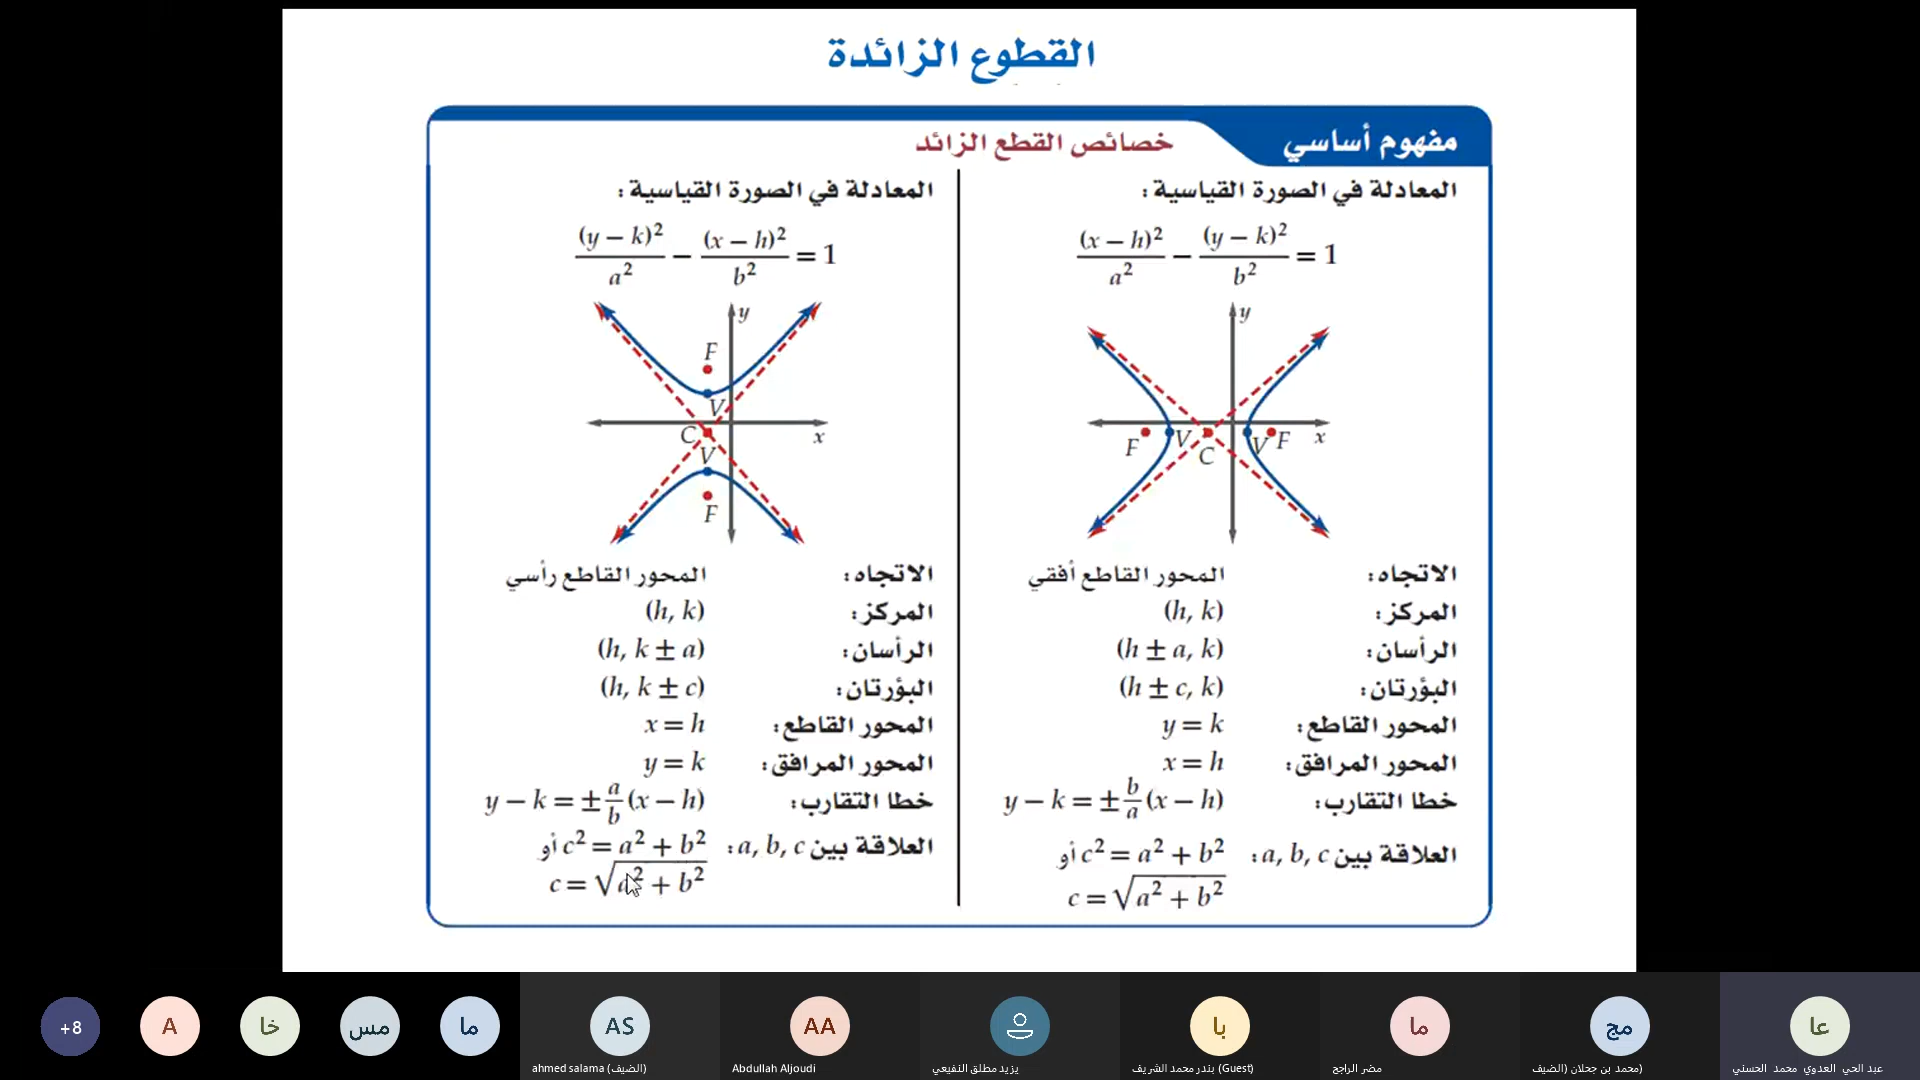 القطوع الزائدة
مفهوم أساسي
خصائص القطع الزائد
المعادلة في الصورة القياسية:
(x − h)² / a² − (y − k)² / b² = 1
y
F V C V F x
الاتجاه: المحور القاطع أفقي
المركز: (h, k)
الرأسان: (h ± a, k)
البؤرتان: (h ± c, k)
المحور القاطع: y = k
المحور المرافق: x = h
خطا التقارب: y − k = ± b/a (x − h)
العلاقة بين a, b, c: c² = a² + b² أو
c = √(a² + b²)
المعادلة في الصورة القياسية:
(y − k)² / a² − (x − h)² / b² = 1
y
F
V
C x
V
F
الاتجاه: المحور القاطع رأسي
المركز: (h, k)
الرأسان: (h, k ± a)
البؤرتان: (h, k ± c)
المحور القاطع: x = h
المحور المرافق: y = k
خطا التقارب: y − k = ± a/b (x − h)
العلاقة بين a, b, c: c² = a² + b² أو
c = √(a² + b²)
+8
A
خا
مس
ما
AS
ahmed salama (الضيف)
AA
Abdullah Aljoudi
يزيد مطلق النفيعي
با
بندر محمد الشريف (Guest)
ما
مضر الراجح
مج
محمد بن جحلان (الضيف)
عا
عبد الحي العدوي محمد الحسني